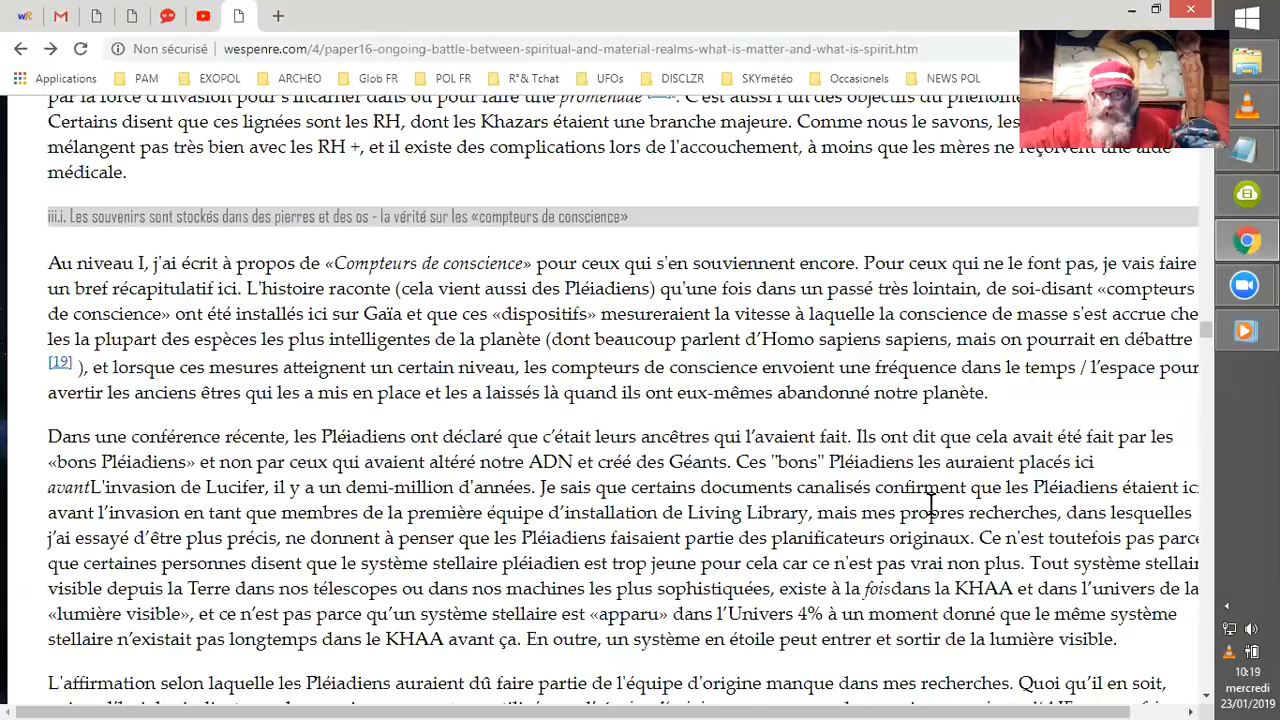 Non sécurisé
wespenre.com/4/paper16-ongoing-battle-between-spiritual-and-material-realms-what-is-matter-and-what-is-spirit.htm
Applications PAM EXOPOL ARCHEO Glob FR POL FR R°& Tchat UFOs DISCLZR SKYmétéo Occasionels NEWS POL
par la force d'invasion pour s'incarner dans ou pour faire une promenade C'est aussi l'un des objectifs du
Certains disent que ces lignées sont les RH, dont les Khazars étaient une branche majeure. Comme nous le savons, les
mélangent pas très bien avec les RH +, et il existe des complications lors de l'accouchement, à moins que les mères ne reçoivent une aide
médicale.
iii.i. Les souvenirs sont stockés dans des pierres et des os - la vérité sur les «compteurs de conscience»
Au niveau I, j'ai écrit à propos de «Compteurs de conscience» pour ceux qui s'en souviennent encore. Pour ceux qui ne le font pas, je vais faire
un bref récapitulatif ici. L'histoire raconte (cela vient aussi des Pléiadiens) qu'une fois dans un passé très lointain, de soi-disant «compteurs
de conscience» ont été installés ici sur Gaïa et que ces «dispositifs» mesureraient la vitesse à laquelle la conscience de masse s'est accrue che
les la plupart des espèces les plus intelligentes de la planète (dont beaucoup parlent d'Homo sapiens sapiens, mais on pourrait en débattre
[19] ), et lorsque ces mesures atteignent un certain niveau, les compteurs de conscience envoient une fréquence dans le temps / l'espace pour
avertir les anciens êtres qui les a mis en place et les a laissés là quand ils ont eux-mêmes abandonné notre planète.
Dans une conférence récente, les Pléiadiens ont déclaré que c'était leurs ancêtres qui l'avaient fait. Ils ont dit que cela avait été fait par les
«bons Pléiadiens» et non par ceux qui avaient altéré notre ADN et créé des Géants. Ces "bons" Pléiadiens les auraient placés ici
avantL'invasion de Lucifer, il y a un demi-million d'années. Je sais que certains documents canalisés confirment que les Pléiadiens étaient ici
avant l'invasion en tant que membres de la première équipe d'installation de Living Library, mais mes propres recherches, dans lesquelles
j'ai essayé d'être plus précis, ne donnent à penser que les Pléiadiens faisaient partie des planificateurs originaux. Ce n'est toutefois pas parce
que certaines personnes disent que le système stellaire pléiadien est trop jeune pour cela car ce n'est pas vrai non plus. Tout système stellair
visible depuis la Terre dans nos télescopes ou dans nos machines les plus sophistiquées, existe à la foisdans la KHAA et dans l'univers de la
«lumière visible», et ce n'est pas parce qu'un système stellaire est «apparu» dans l'Univers 4% à un moment donné que le même système
stellaire n'existait pas longtemps dans le KHAA avant ça. En outre, un système en étoile peut entrer et sortir de la lumière visible.
L'affirmation selon laquelle les Pléiadiens auraient dû faire partie de l'équipe d'origine manque dans mes recherches. Quoi qu'il en soit,
10:19
mercredi
23/01/2019